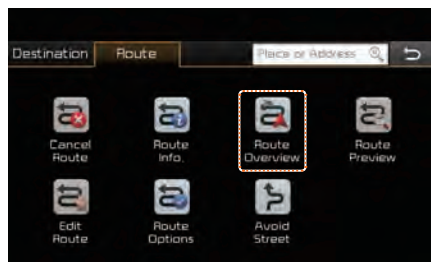 Destination
Route
Place or Address
Cancel
Route
Route
Info.
Route
Overview
Route
Preview
Edit
Route
Route
Options
Avoid
Street